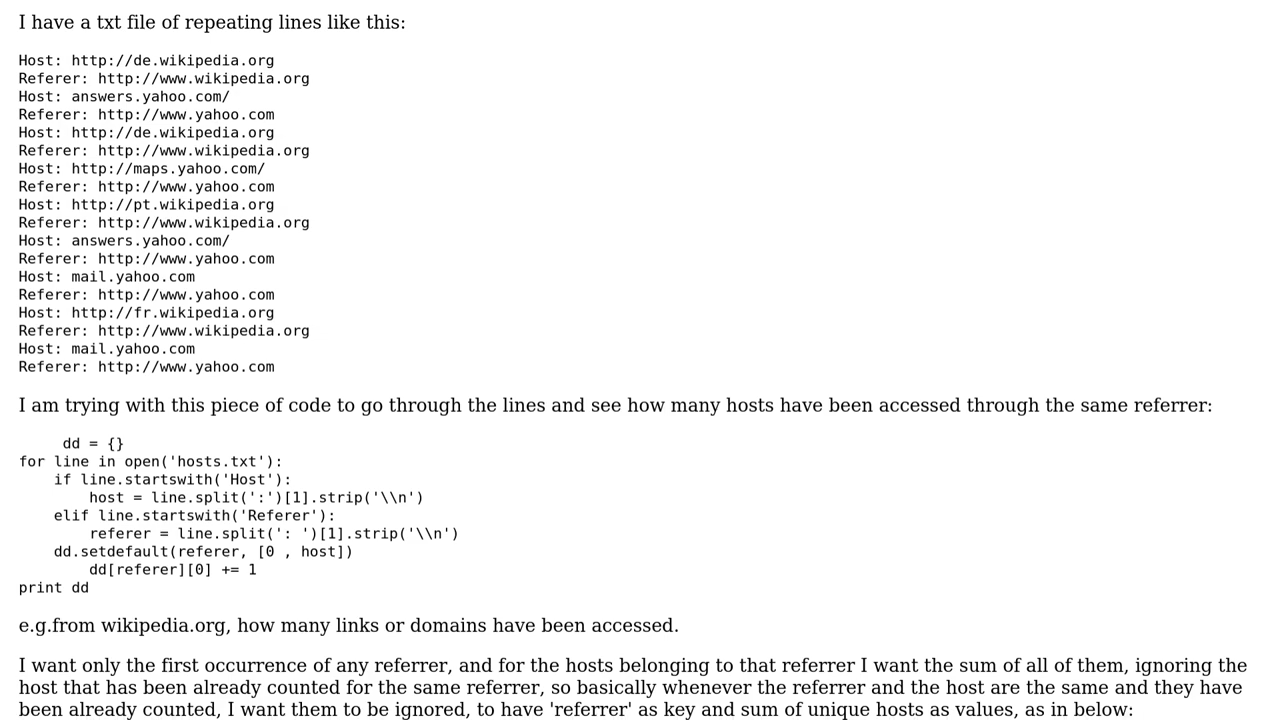 I have a txt file of repeating lines like this:
Host: http://de.wikipedia.org
Referer: http://www.wikipedia.org
Host: answers.yahoo.com/
Referer: http://www.yahoo.com
Host: http://de.wikipedia.org
Referer: http://www.wikipedia.org
Host: http://maps.yahoo.com/
Referer: http://www.yahoo.com
Host: http://pt.wikipedia.org
Referer: http://www.wikipedia.org
Host: answers.yahoo.com/
Referer: http://www.yahoo.com
Host: mail.yahoo.com
Referer: http://www.yahoo.com
Host: http://fr.wikipedia.org
Referer: http://www.wikipedia.org
Host: mail.yahoo.com
Referer: http://www.yahoo.com
I am trying with this piece of code to go through the lines and see how many hosts have been accessed through the same referrer:
     dd = {}
for line in open('hosts.txt'):
    if line.startswith('Host'):
        host = line.split(':')[1].strip('\\n')
    elif line.startswith('Referer'):
        referer = line.split(': ')[1].strip('\\n')
    dd.setdefault(referer, [0 , host])
        dd[referer][0] += 1
print dd
e.g.from wikipedia.org, how many links or domains have been accessed.
I want only the first occurrence of any referrer, and for the hosts belonging to that referrer I want the sum of all of them, ignoring the
host that has been already counted for the same referrer, so basically whenever the referrer and the host are the same and they have
been already counted, I want them to be ignored, to have 'referrer' as key and sum of unique hosts as values, as in below: